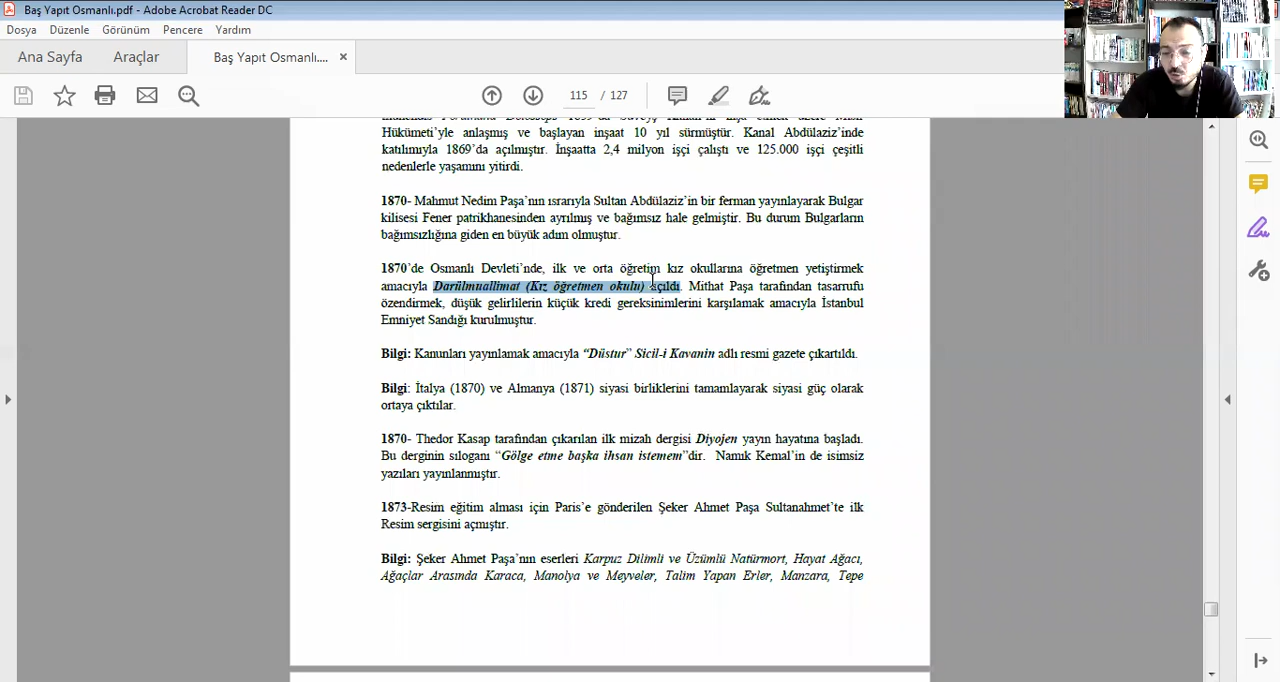 Baş Yapıt Osmanlı.pdf - Adobe Acrobat Reader DC
Dosya Düzenle Görünüm Pencere Yardım
Ana Sayfa Araçlar Baş Yapıt Osmanlı....
115 / 127
Hükümeti’yle anlaşmış ve başlayan inşaat 10 yıl sürmüştür. Kanal Abdülaziz’inde
katılımıyla 1869’da açılmıştır. İnşaatta 2,4 milyon işçi çalıştı ve 125.000 işçi çeşitli
nedenlerle yaşamını yitirdi.
1870- Mahmut Nedim Paşa’nın ısrarıyla Sultan Abdülaziz’in bir ferman yayınlayarak Bulgar
kilisesi Fener patrikhanesinden ayrılmış ve bağımsız hale gelmiştir. Bu durum Bulgarların
bağımsızlığına giden en büyük adım olmuştur.
1870’de Osmanlı Devleti’nde, ilk ve orta öğretim kız okullarına öğretmen yetiştirmek
amacıyla Darülmuallimat (Kız öğretmen okulu) açıldı. Mithat Paşa tarafından tasarrufu
özendirmek, düşük gelirlilerin küçük kredi gereksinimlerini karşılamak amacıyla İstanbul
Emniyet Sandığı kurulmuştur.
Bilgi: Kanunları yayınlamak amacıyla “Düstur” Sicil-i Kavanin adlı resmi gazete çıkartıldı.
Bilgi: İtalya (1870) ve Almanya (1871) siyasi birliklerini tamamlayarak siyasi güç olarak
ortaya çıktılar.
1870- Thedor Kasap tarafından çıkarılan ilk mizah dergisi Diyojen yayın hayatına başladı.
Bu derginin sıloganı “Gölge etme başka ihsan istemem”dir. Namık Kemal’in de isimsiz
yazıları yayınlanmıştır.
1873-Resim eğitim alması için Paris’e gönderilen Şeker Ahmet Paşa Sultanahmet’te ilk
Resim sergisini açmıştır.
Bilgi: Şeker Ahmet Paşa’nın eserleri Karpuz Dilimli ve Üzümlü Natürmort, Hayat Ağacı,
Ağaçlar Arasında Karaca, Manolya ve Meyveler, Talim Yapan Erler, Manzara, Tepe